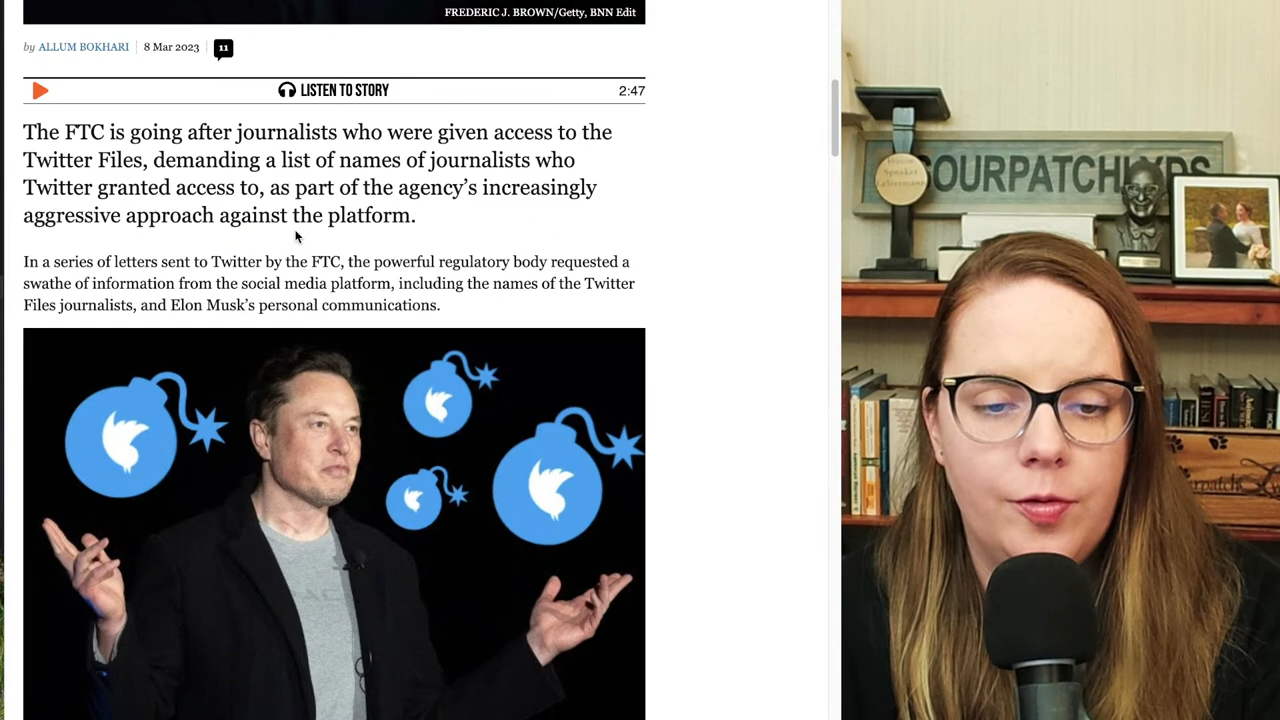 FREDERIC J. BROWN/Getty, BNN Edit
by ALLUM BOKHARI 8 Mar 2023 11
LISTEN TO STORY 2:47
The FTC is going after journalists who were given access to the
Twitter Files, demanding a list of names of journalists who
Twitter granted access to, as part of the agency’s increasingly
aggressive approach against the platform.
In a series of letters sent to Twitter by the FTC, the powerful regulatory body requested a
swathe of information from the social media platform, including the names of the Twitter
Files journalists, and Elon Musk’s personal communications.
House
Speaker